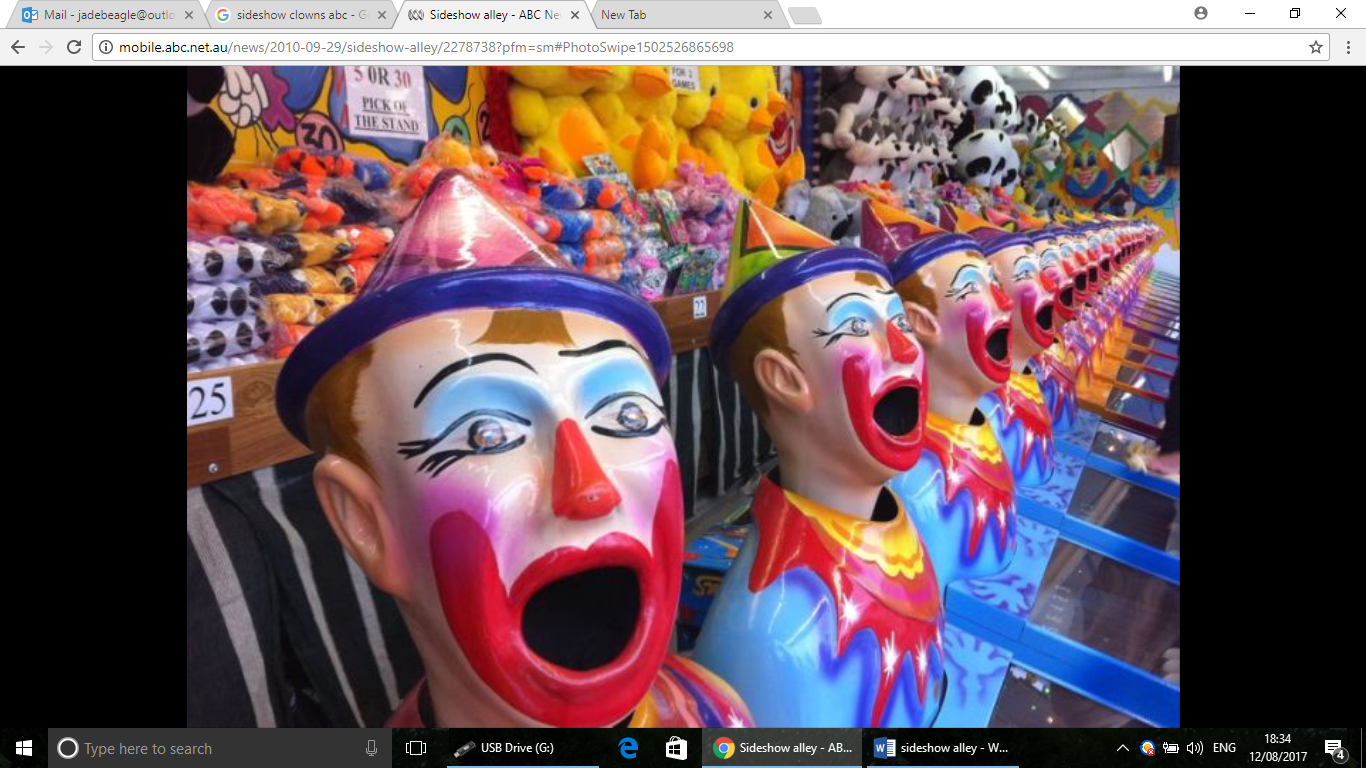 Mail - jadebeagle@outlo
sideshow clowns abc - G
Sideshow alley - ABC Ne
New Tab
mobile.abc.net.au/news/2010-09-29/sideshow-alley/2278738?pfm=sm#PhotoSwipe1502526865698
5 OR 30
PICK OF
THE STAND
30
FOR 2
GAMES
22
25
Type here to search
USB Drive (G:)
Sideshow alley - AB...
sideshow alley - W...
ENG
18:34
12/08/2017
4